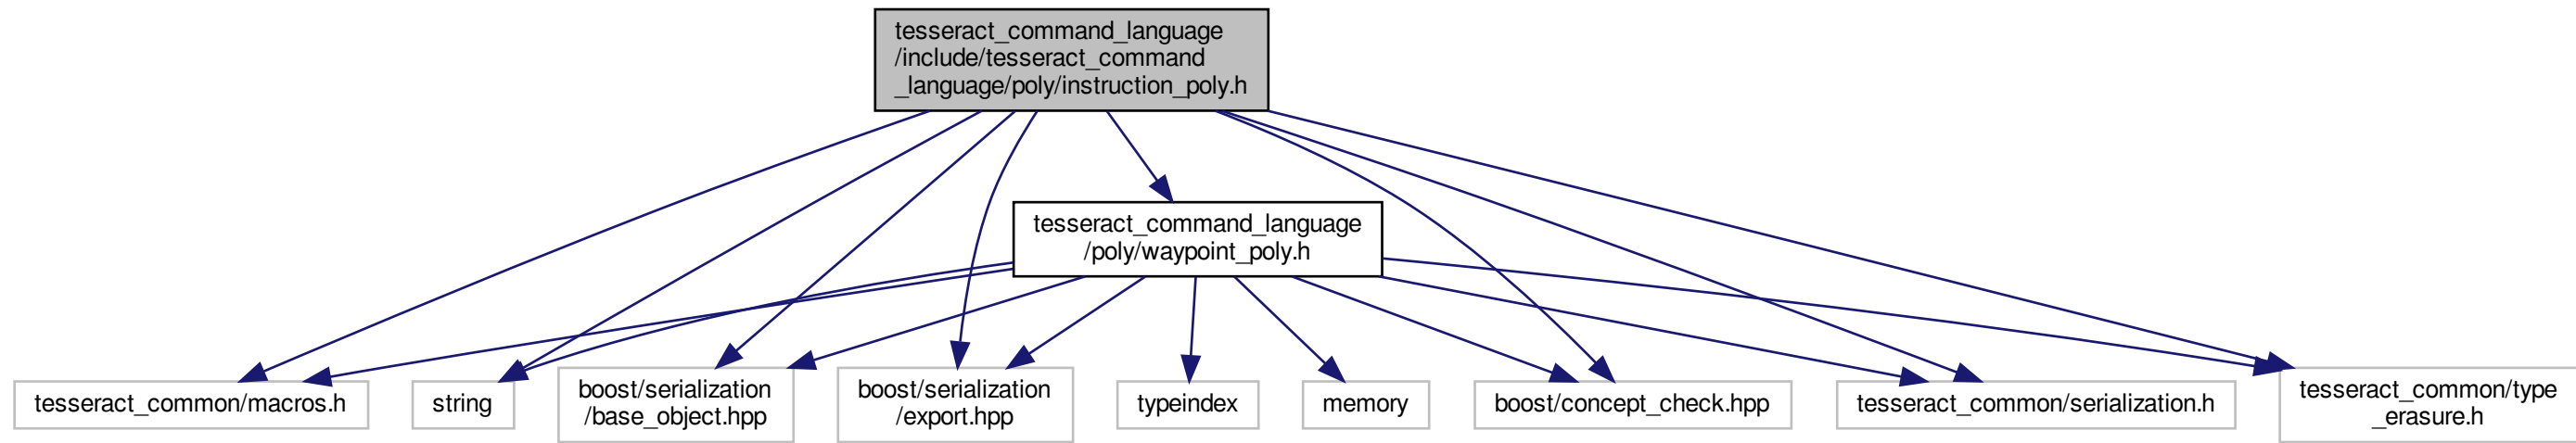 tesseract_command_language
/include/tesseract_command
_language/poly/instruction_poly.h
tesseract_command_language
/poly/waypoint_poly.h
tesseract_common/macros.h
string
boost/serialization
/base_object.hpp
boost/serialization
/export.hpp
typeindex
memory
boost/concept_check.hpp
tesseract_common/serialization.h
tesseract_common/type
_erasure.h